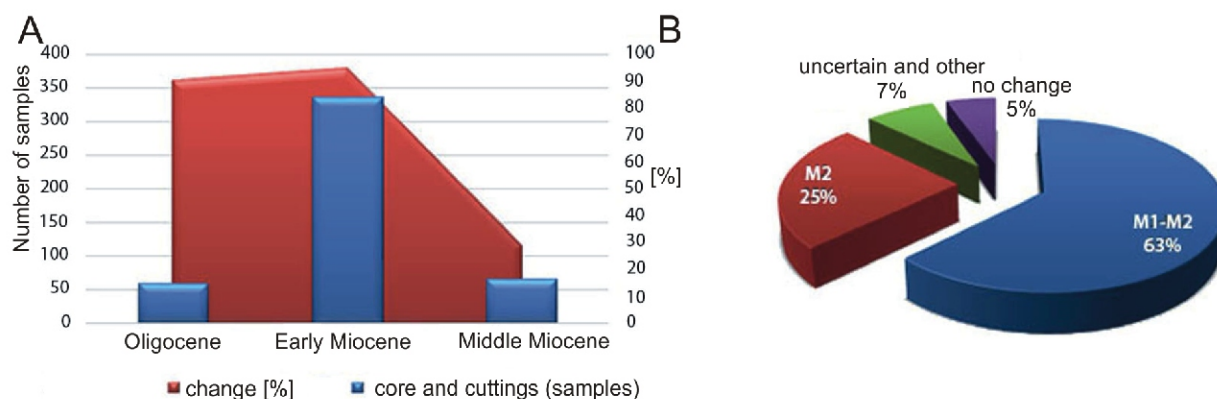 A
B
Number of samples
400
350
300
250
200
150
100
50
0
100
90
80
70
60
50
40
30
20
10
0
[%]
Oligocene
Early Miocene
Middle Miocene
change [%]
core and cuttings (samples)
uncertain and other
7%
no change
5%
M2
25%
M1-M2
63%